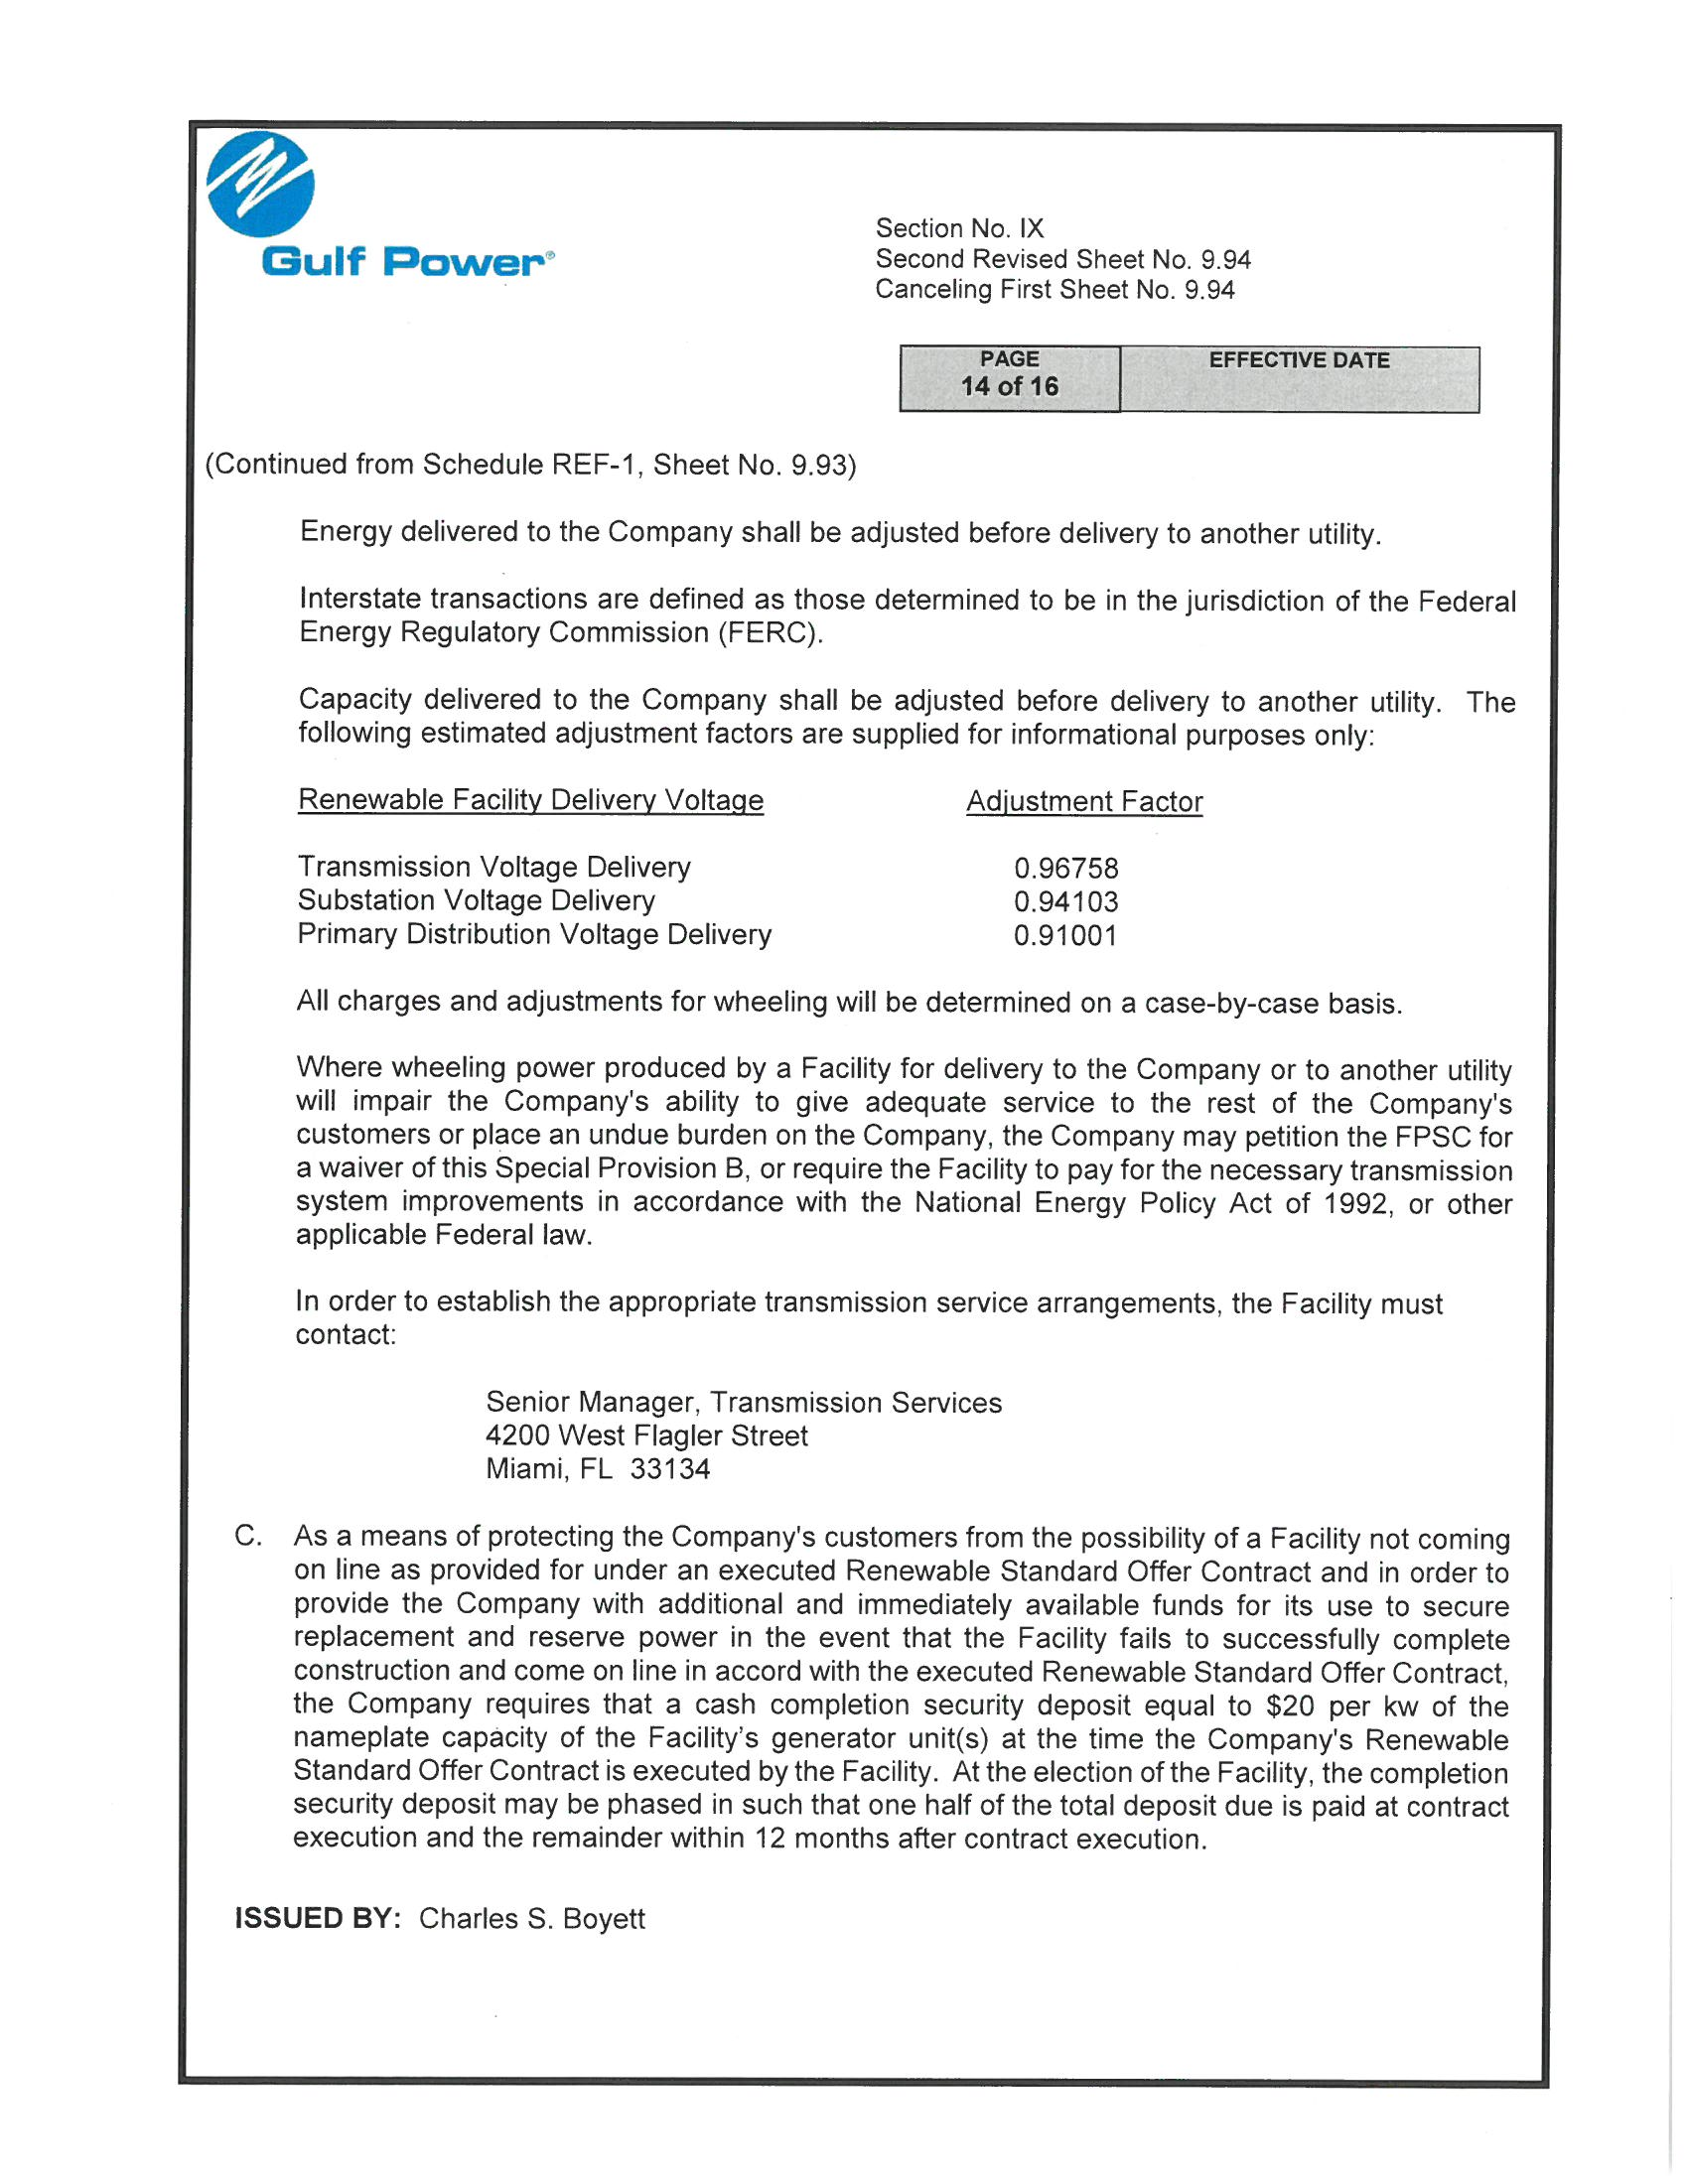 Gulf Power®
Section No. IX
Second Revised Sheet No. 9.94
Canceling First Sheet No. 9.94
PAGE
14 of 16
EFFECTIVE DATE
(Continued from Schedule REF-1, Sheet No. 9.93)
Energy delivered to the Company shall be adjusted before delivery to another utility.
Interstate transactions are defined as those determined to be in the jurisdiction of the Federal
Energy Regulatory Commission (FERC).
Capacity delivered to the Company shall be adjusted before delivery to another utility. The
following estimated adjustment factors are supplied for informational purposes only:
Renewable Facility Delivery Voltage Adjustment Factor
Transmission Voltage Delivery 0.96758
Substation Voltage Delivery 0.94103
Primary Distribution Voltage Delivery 0.91001
All charges and adjustments for wheeling will be determined on a case-by-case basis.
Where wheeling power produced by a Facility for delivery to the Company or to another utility
will impair the Company's ability to give adequate service to the rest of the Company's
customers or place an undue burden on the Company, the Company may petition the FPSC for
a waiver of this Special Provision B, or require the Facility to pay for the necessary transmission
system improvements in accordance with the National Energy Policy Act of 1992, or other
applicable Federal law.
In order to establish the appropriate transmission service arrangements, the Facility must
contact:
Senior Manager, Transmission Services
4200 West Flagler Street
Miami, FL 33134
C. As a means of protecting the Company's customers from the possibility of a Facility not coming
on line as provided for under an executed Renewable Standard Offer Contract and in order to
provide the Company with additional and immediately available funds for its use to secure
replacement and reserve power in the event that the Facility fails to successfully complete
construction and come on line in accord with the executed Renewable Standard Offer Contract,
the Company requires that a cash completion security deposit equal to $20 per kw of the
nameplate capacity of the Facility's generator unit(s) at the time the Company's Renewable
Standard Offer Contract is executed by the Facility. At the election of the Facility, the completion
security deposit may be phased in such that one half of the total deposit due is paid at contract
execution and the remainder within 12 months after contract execution.
ISSUED BY: Charles S. Boyett